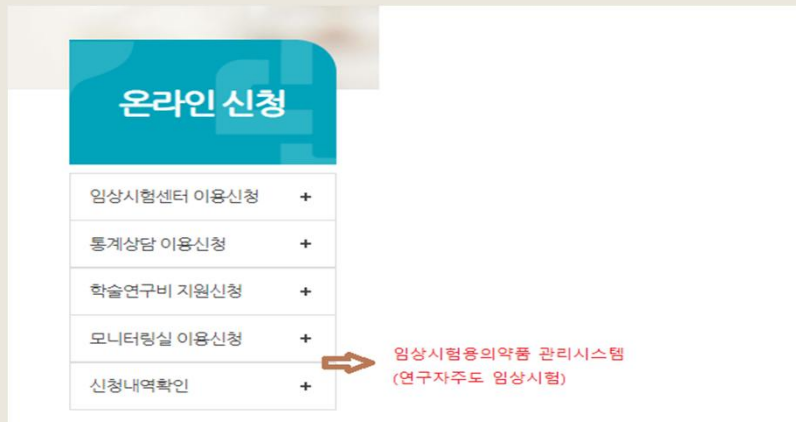 온라인 신청
임상시험센터 이용신청 +
통계상담 이용신청 +
학술연구비 지원신청 +
모니터링실 이용신청 +
임상시험용의약품 관리시스템
(연구자주도 임상시험)
신청내역확인 +